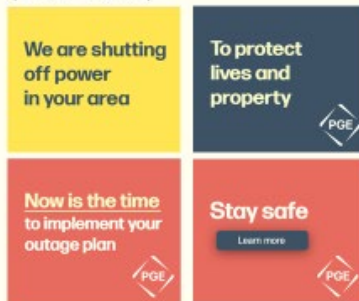 We are shutting
off power
in your area
To protect
lives and
property
PGE
Now is the time
to implement your
outage plan
PGE
Stay safe
Learn more
PGE